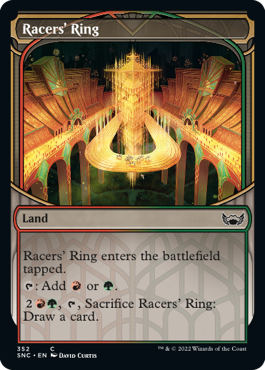 Racers' Ring
Land
Racers' Ring enters the battlefield
tapped.
: Add or .
2 , , Sacrifice Racers' Ring:
Draw a card.
352 C
SNC • EN DAVID CURTIS
™ & © 2022 Wizards of the Coast